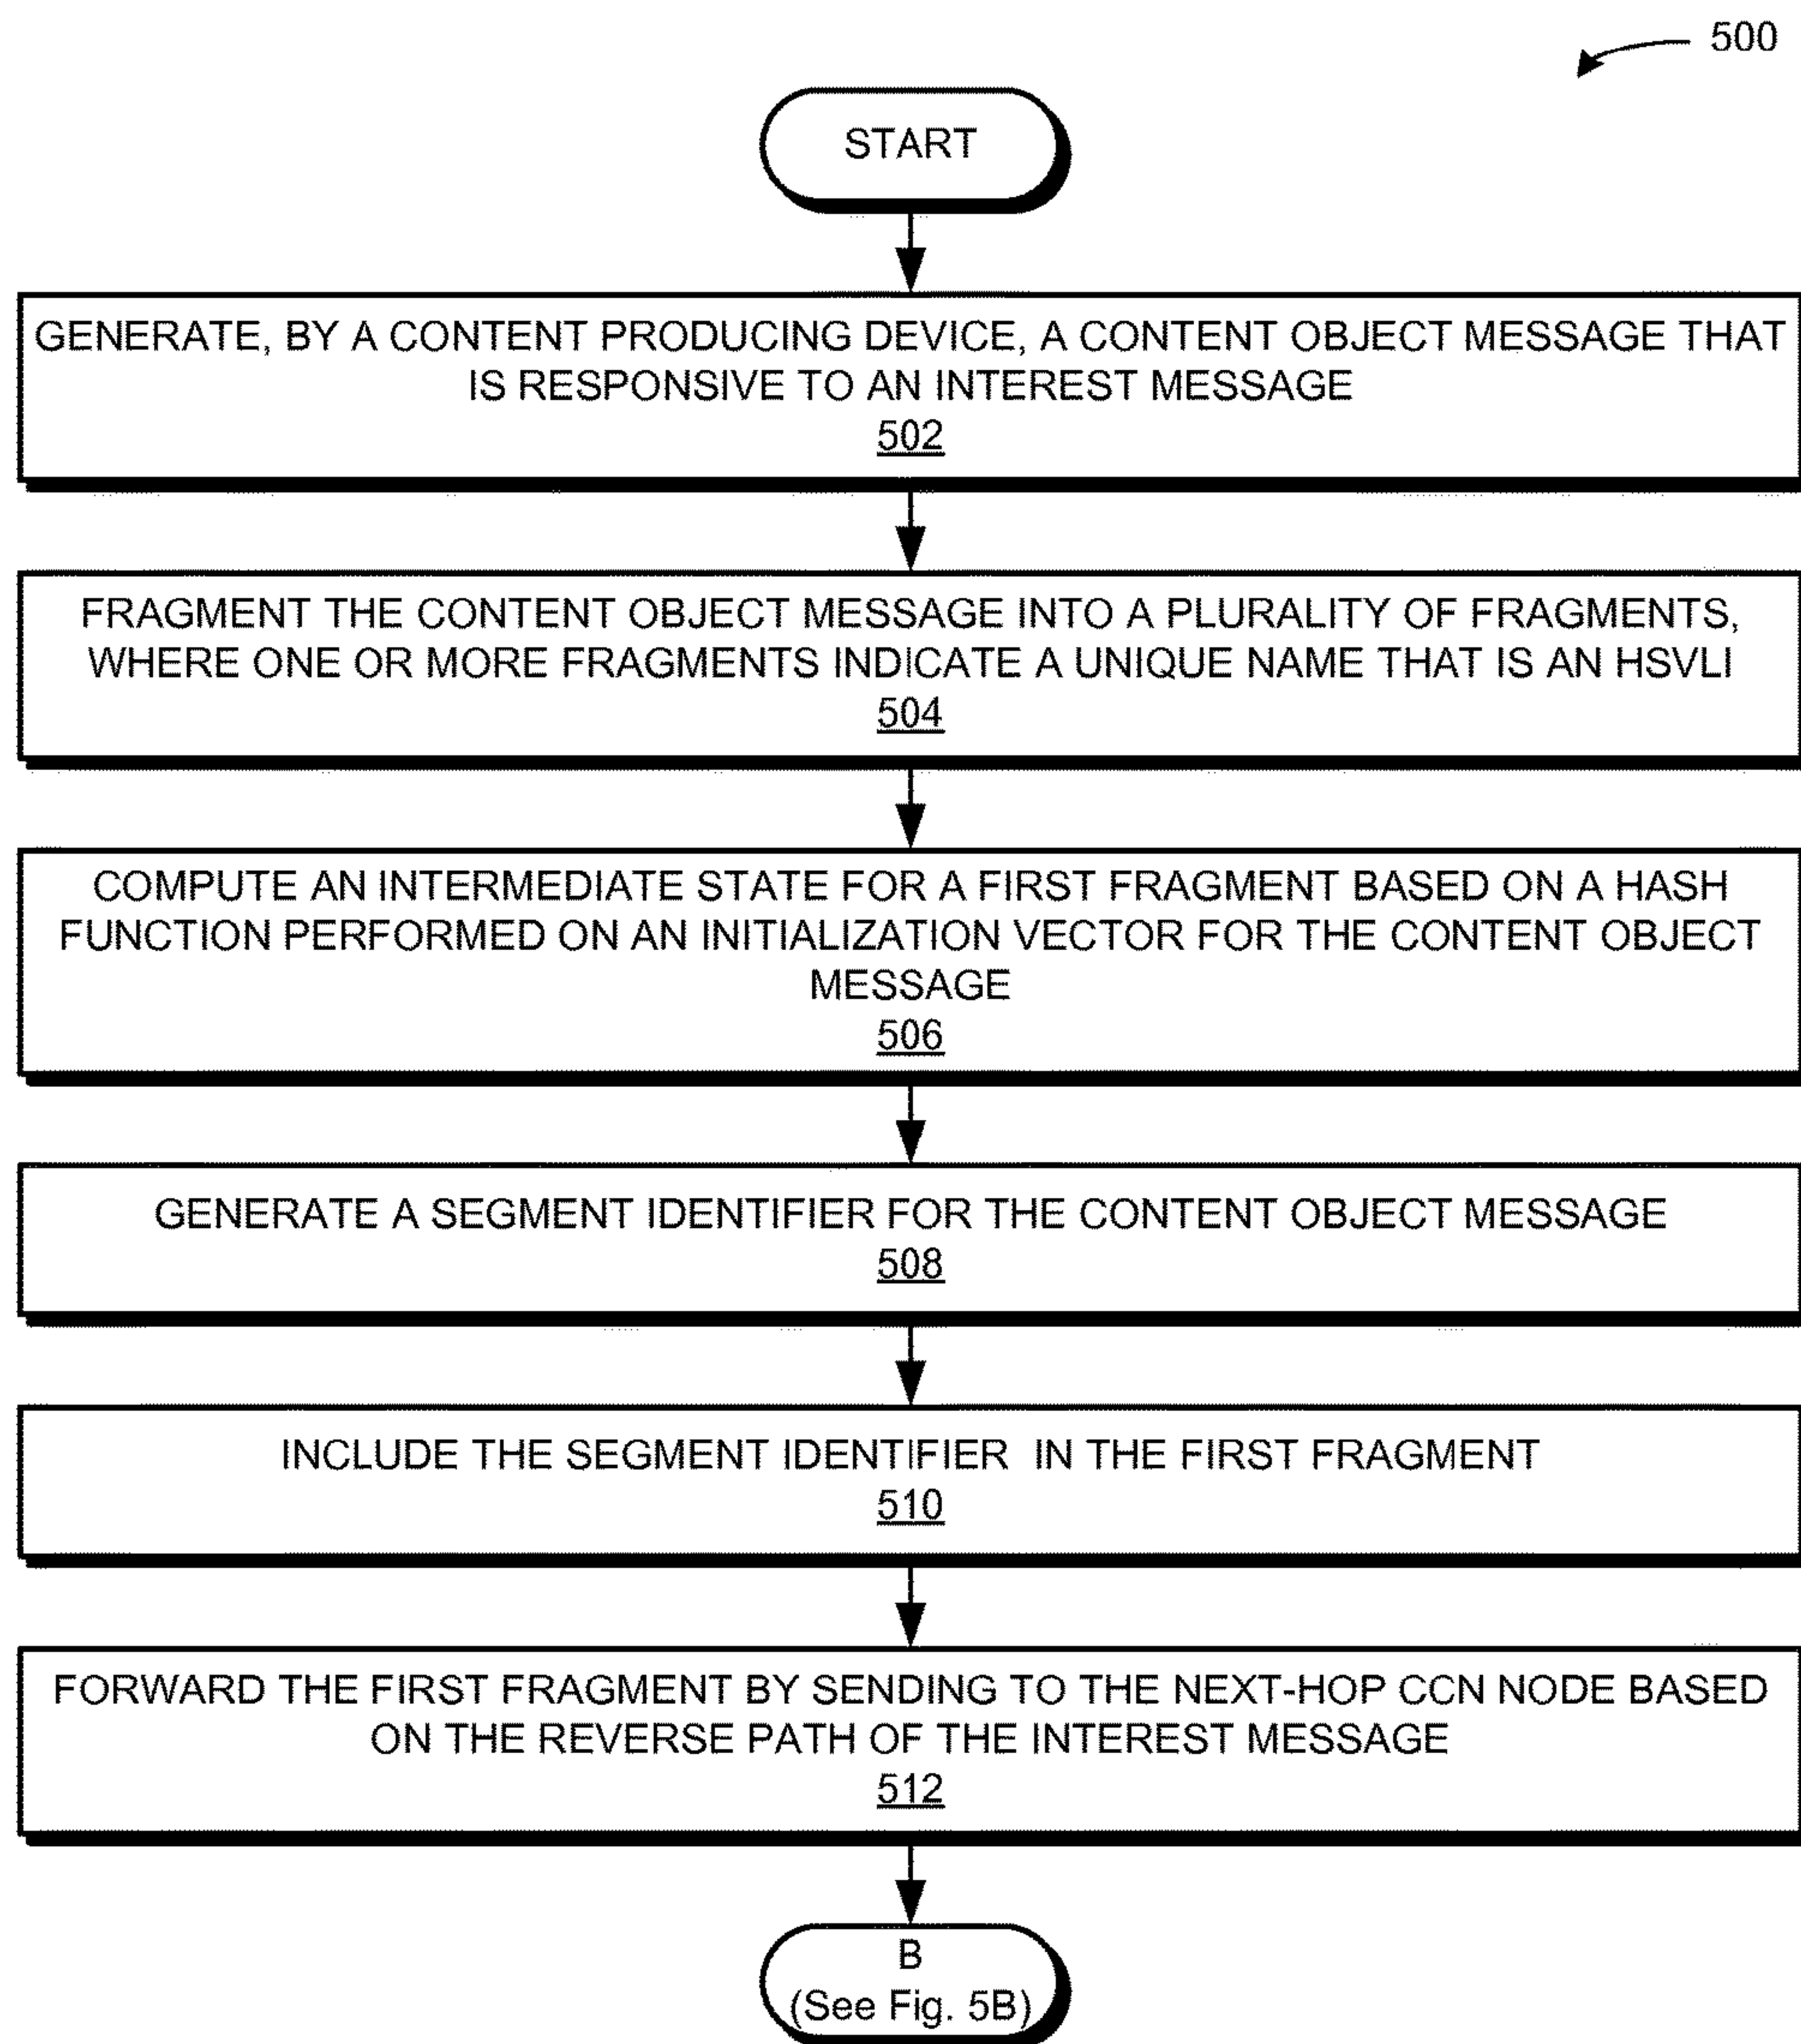 500
START
GENERATE, BY A CONTENT PRODUCING DEVICE, A CONTENT OBJECT MESSAGE THAT
IS RESPONSIVE TO AN INTEREST MESSAGE
502
FRAGMENT THE CONTENT OBJECT MESSAGE INTO A PLURALITY OF FRAGMENTS,
WHERE ONE OR MORE FRAGMENTS INDICATE A UNIQUE NAME THAT IS AN HSVLI
504
COMPUTE AN INTERMEDIATE STATE FOR A FIRST FRAGMENT BASED ON A HASH
FUNCTION PERFORMED ON AN INITIALIZATION VECTOR FOR THE CONTENT OBJECT
MESSAGE
506
GENERATE A SEGMENT IDENTIFIER FOR THE CONTENT OBJECT MESSAGE
508
INCLUDE THE SEGMENT IDENTIFIER IN THE FIRST FRAGMENT
510
FORWARD THE FIRST FRAGMENT BY SENDING TO THE NEXT-HOP CCN NODE BASED
ON THE REVERSE PATH OF THE INTEREST MESSAGE
512
B
(See Fig. 5B)